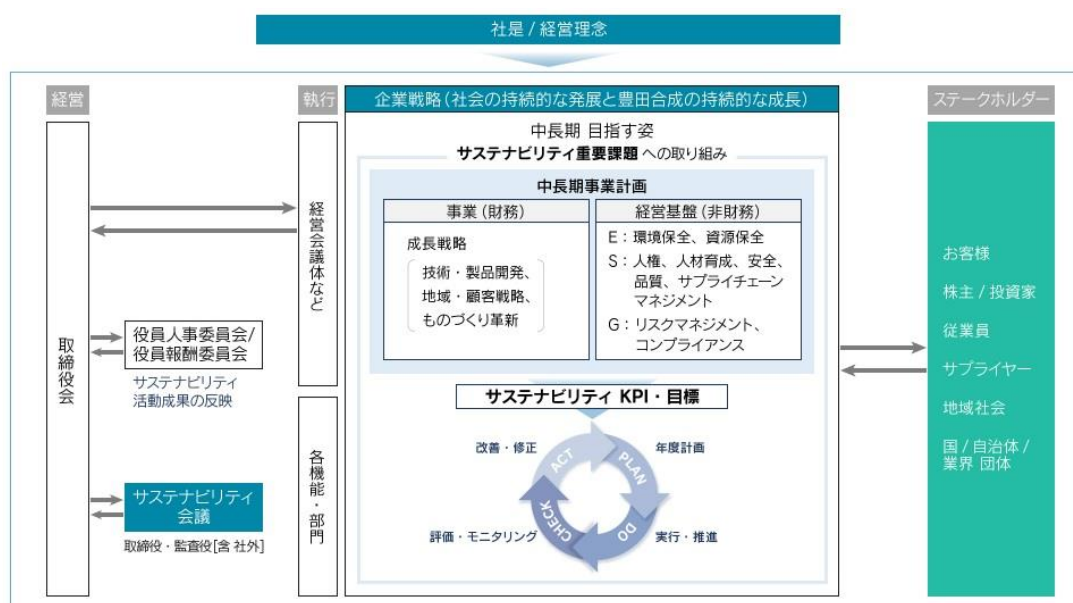 社是 / 経営理念
経営
取締役会
役員人事委員会/
役員報酬委員会
サステナビリティ
活動成果の反映
サステナビリティ
会議
取締役・監査役[含 社外]
執行
経営会議体など
各機能・部門
企業戦略(社会の持続的な発展と豊田合成の持続的な成長)
中長期 目指す姿
サステナビリティ重要課題 への取り組み
中長期事業計画
事業(財務)
成長戦略
技術・製品開発、
地域・顧客戦略、
ものづくり革新
経営基盤(非財務)
E:環境保全、資源保全
S:人権、人材育成、安全、
品質、サプライチェーン
マネジメント
G:リスクマネジメント、
コンプライアンス
サステナビリティ KPI・目標
改善・修正
年度計画
ACT
PLAN
CHECK
DO
評価・モニタリング
実行・推進
ステークホルダー
お客様
株主 / 投資家
従業員
サプライヤー
地域社会
国 / 自治体 /
業界 団体